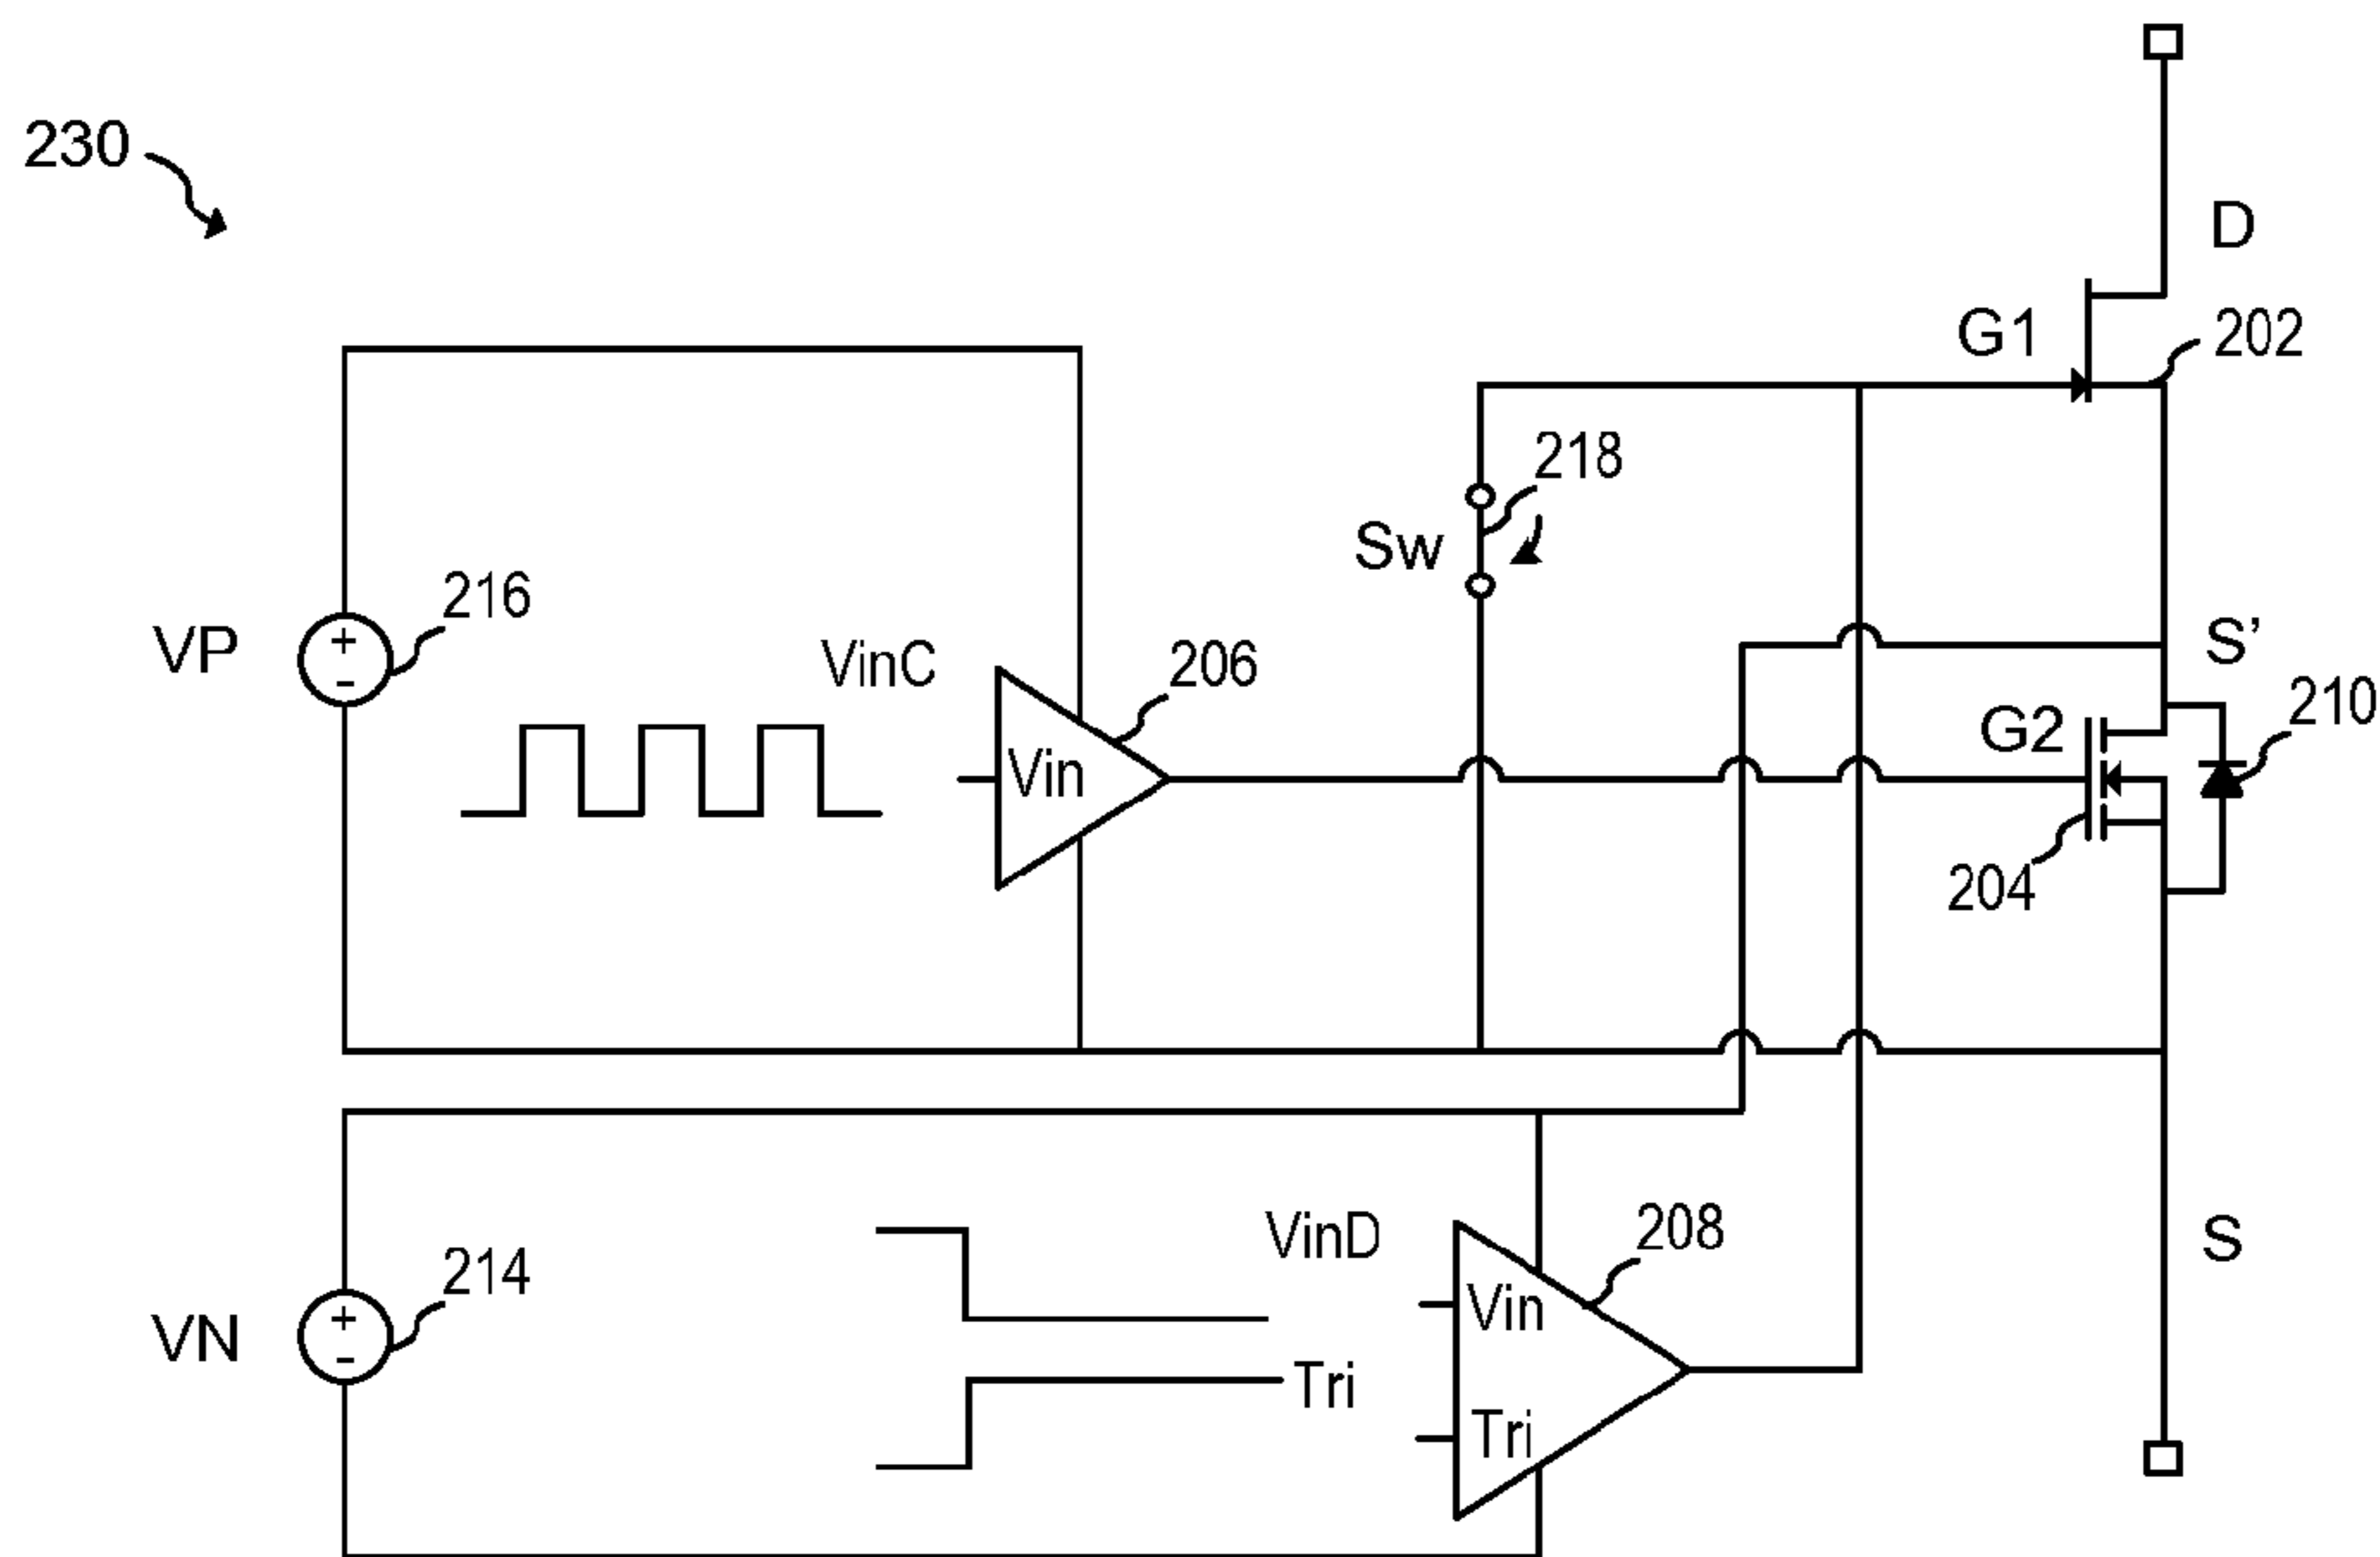 230
D
G1
202
218
Sw
VP
+
-
216
VinC
206
Vin
S’
G2
210
204
VN
+
-
214
VinD
208
Vin
Tri
Tri
S